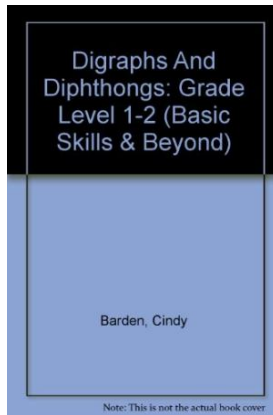 Digraphs And
Diphthongs: Grade
Level 1-2 (Basic
Skills & Beyond)
Barden, Cindy
Note: This is not the actual book cover